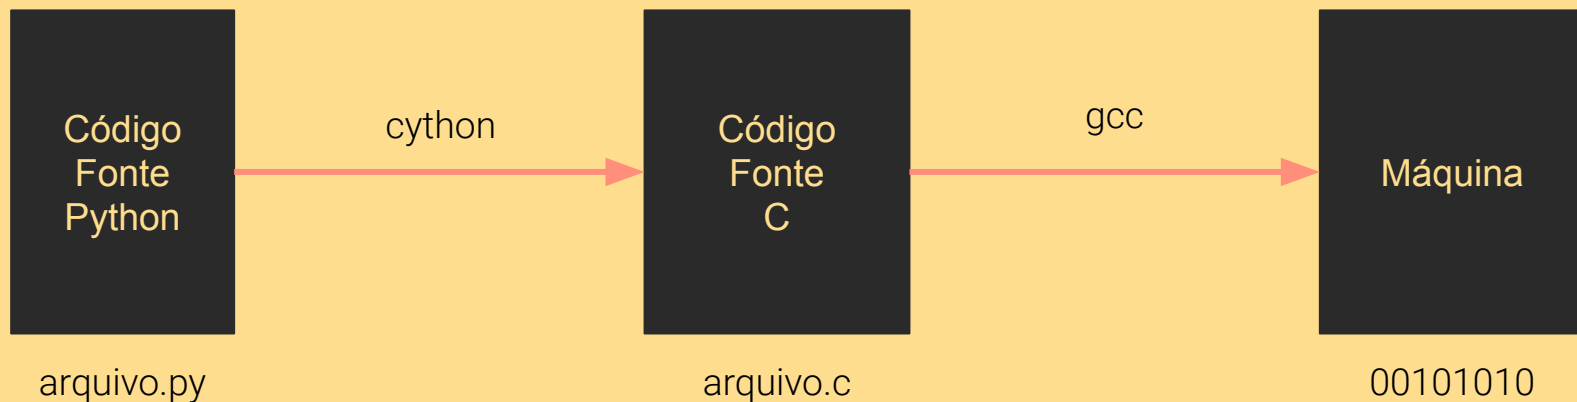 Código
Fonte
Python
cython
Código
Fonte
C
gcc
Máquina
arquivo.py
arquivo.c
00101010